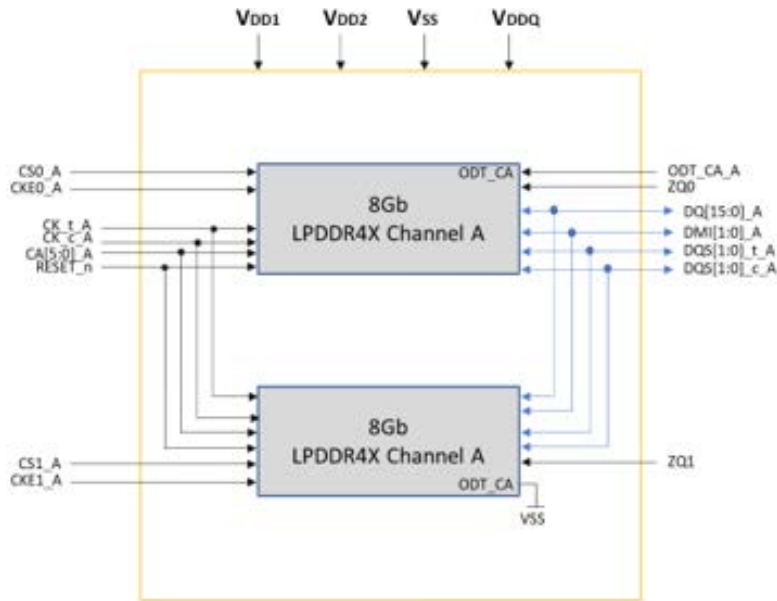 VDD1 VDD2 VSS VDDQ
CS0_A
CKE0_A
CK_t_A
CK_c_A
CA[5:0]_A
RESET_n
ODT_CA
8Gb
LPDDR4X Channel A
ODT_CA_A
ZQ0
DQ[15:0]_A
DMI[1:0]_A
DQS[1:0]_t_A
DQS[1:0]_c_A
8Gb
LPDDR4X Channel A
ODT_CA
CS1_A
CKE1_A
ZQ1
VSS